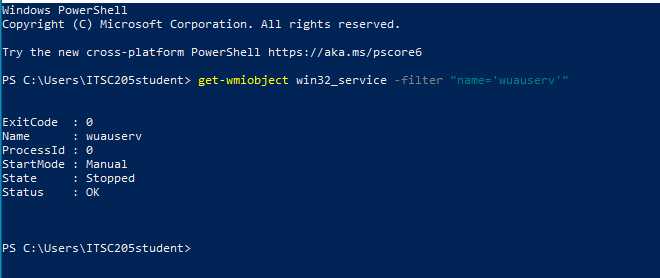 Windows PowerShell
Copyright (C) Microsoft Corporation. All rights reserved.
Try the new cross-platform PowerShell https://aka.ms/pscore6
PS C:\Users\ITSC205student> get-wmiobject win32_service -filter "name='wuauserv'"
ExitCode  : 0
Name      : wuauserv
ProcessId : 0
StartMode : Manual
State     : Stopped
Status    : OK
PS C:\Users\ITSC205student>